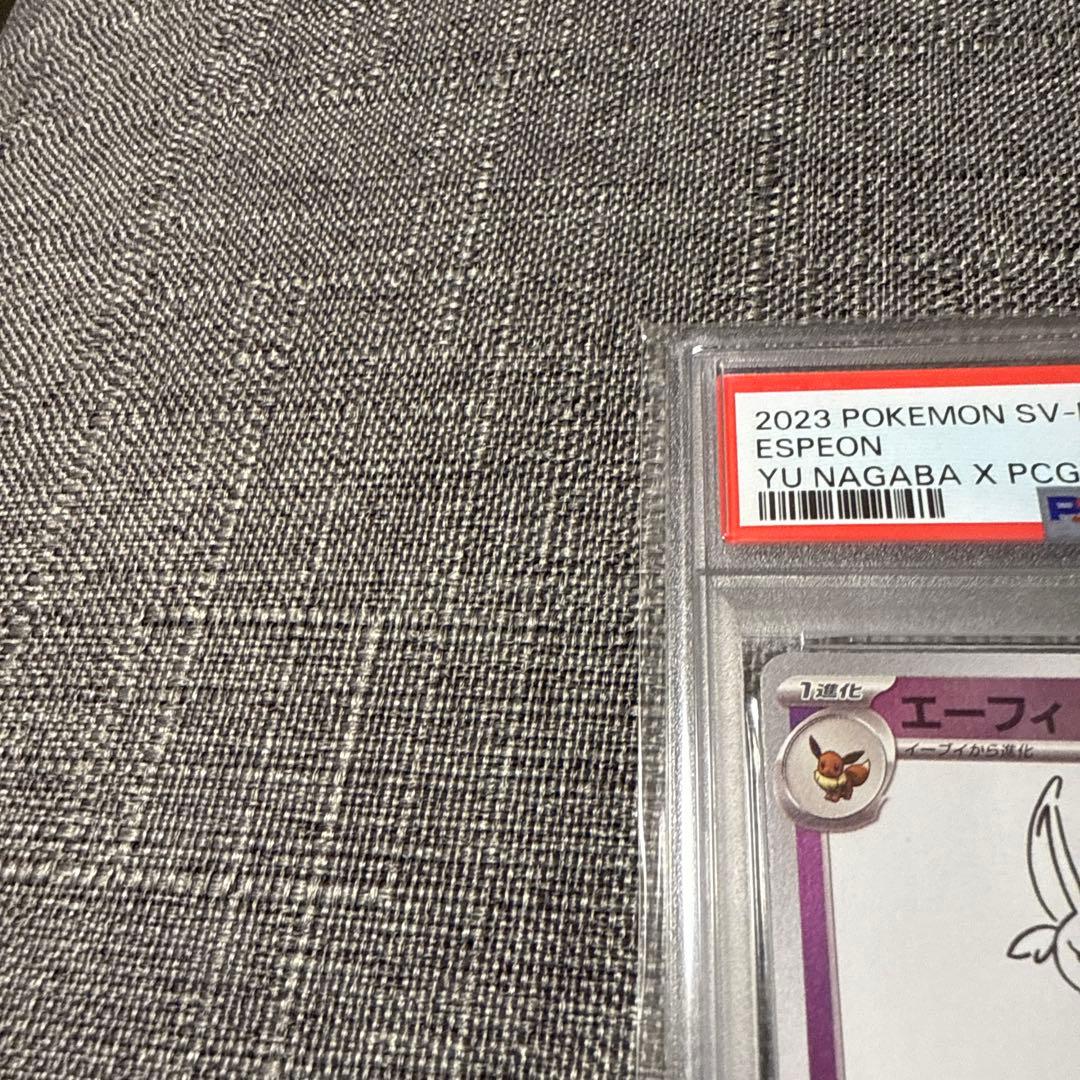 2023 POKEMON SV-
ESPEON
YU NAGABA X PCG
1進化
エーフィ
イーブイから進化